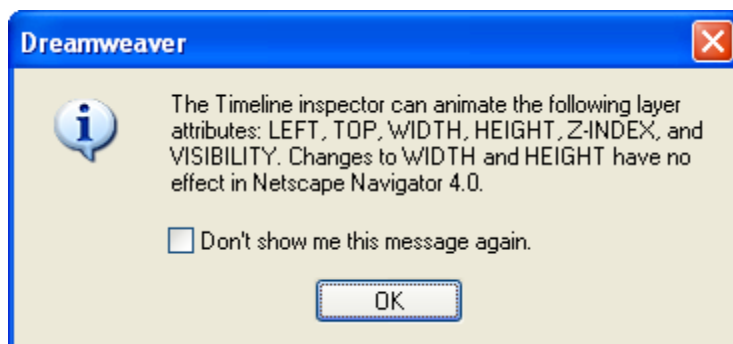 Dreamweaver
The Timeline inspector can animate the following layer
attributes: LEFT, TOP, WIDTH, HEIGHT, Z-INDEX, and
VISIBILITY. Changes to WIDTH and HEIGHT have no
effect in Netscape Navigator 4.0.
Don't show me this message again.
OK